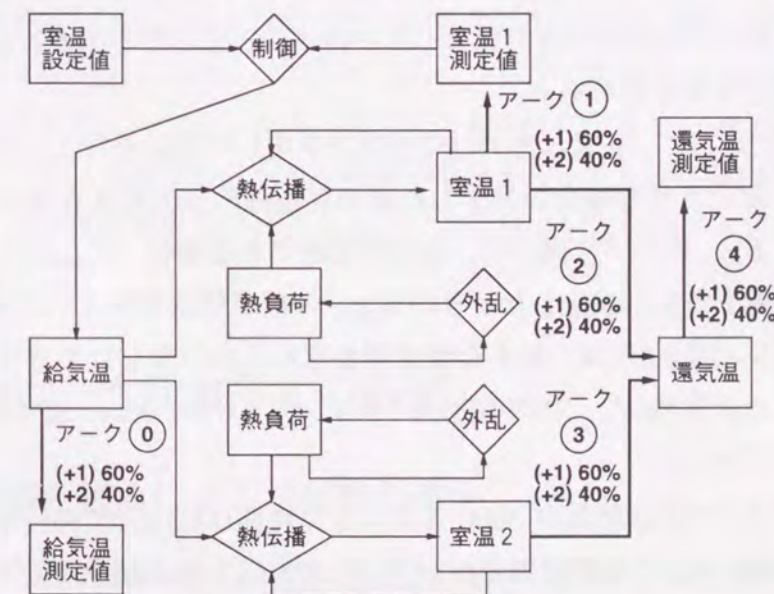 室温
設定値
制御
室温1
測定値
アーク ①
(+1) 60%
(+2) 40%
還気温
測定値
熱伝播
室温1
アーク
②
(+1) 60%
(+2) 40%
アーク
④
(+1) 60%
(+2) 40%
熱負荷
外乱
給気温
還気温
アーク ⓪
(+1) 60%
(+2) 40%
熱負荷
外乱
アーク
③
(+1) 60%
(+2) 40%
給気温
測定値
熱伝播
室温2